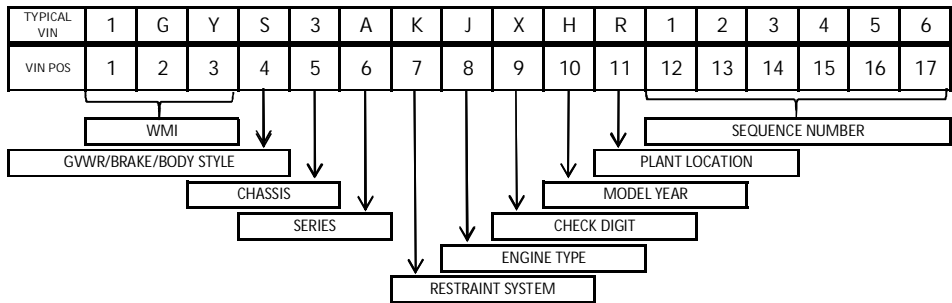 TYPICAL VIN 1 G Y S 3 A K J X H R 1 2 3 4 5 6
VIN POS 1 2 3 4 5 6 7 8 9 10 11 12 13 14 15 16 17
WMI SEQUENCE NUMBER
GVWR/BRAKE/BODY STYLE PLANT LOCATION
CHASSIS MODEL YEAR
SERIES CHECK DIGIT
ENGINE TYPE
RESTRAINT SYSTEM